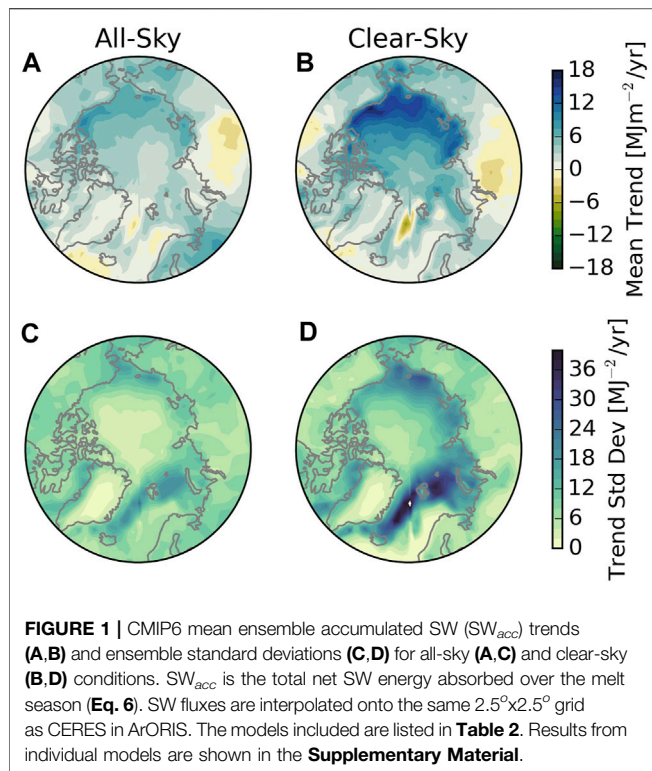 All-Sky
Clear-Sky
A
B
18
12
6
0
−6
−12
−18
Mean Trend [MJm⁻²/yr]
C
D
36
30
24
18
12
6
0
Trend Std Dev [MJ⁻²/yr]
FIGURE 1 | CMIP6 mean ensemble accumulated SW (SWacc) trends
(A,B) and ensemble standard deviations (C,D) for all-sky (A,C) and clear-sky
(B,D) conditions. SWacc is the total net SW energy absorbed over the melt
season (Eq. 6). SW fluxes are interpolated onto the same 2.5°x2.5° grid
as CERES in ArORIS. The models included are listed in Table 2. Results from
individual models are shown in the Supplementary Material.